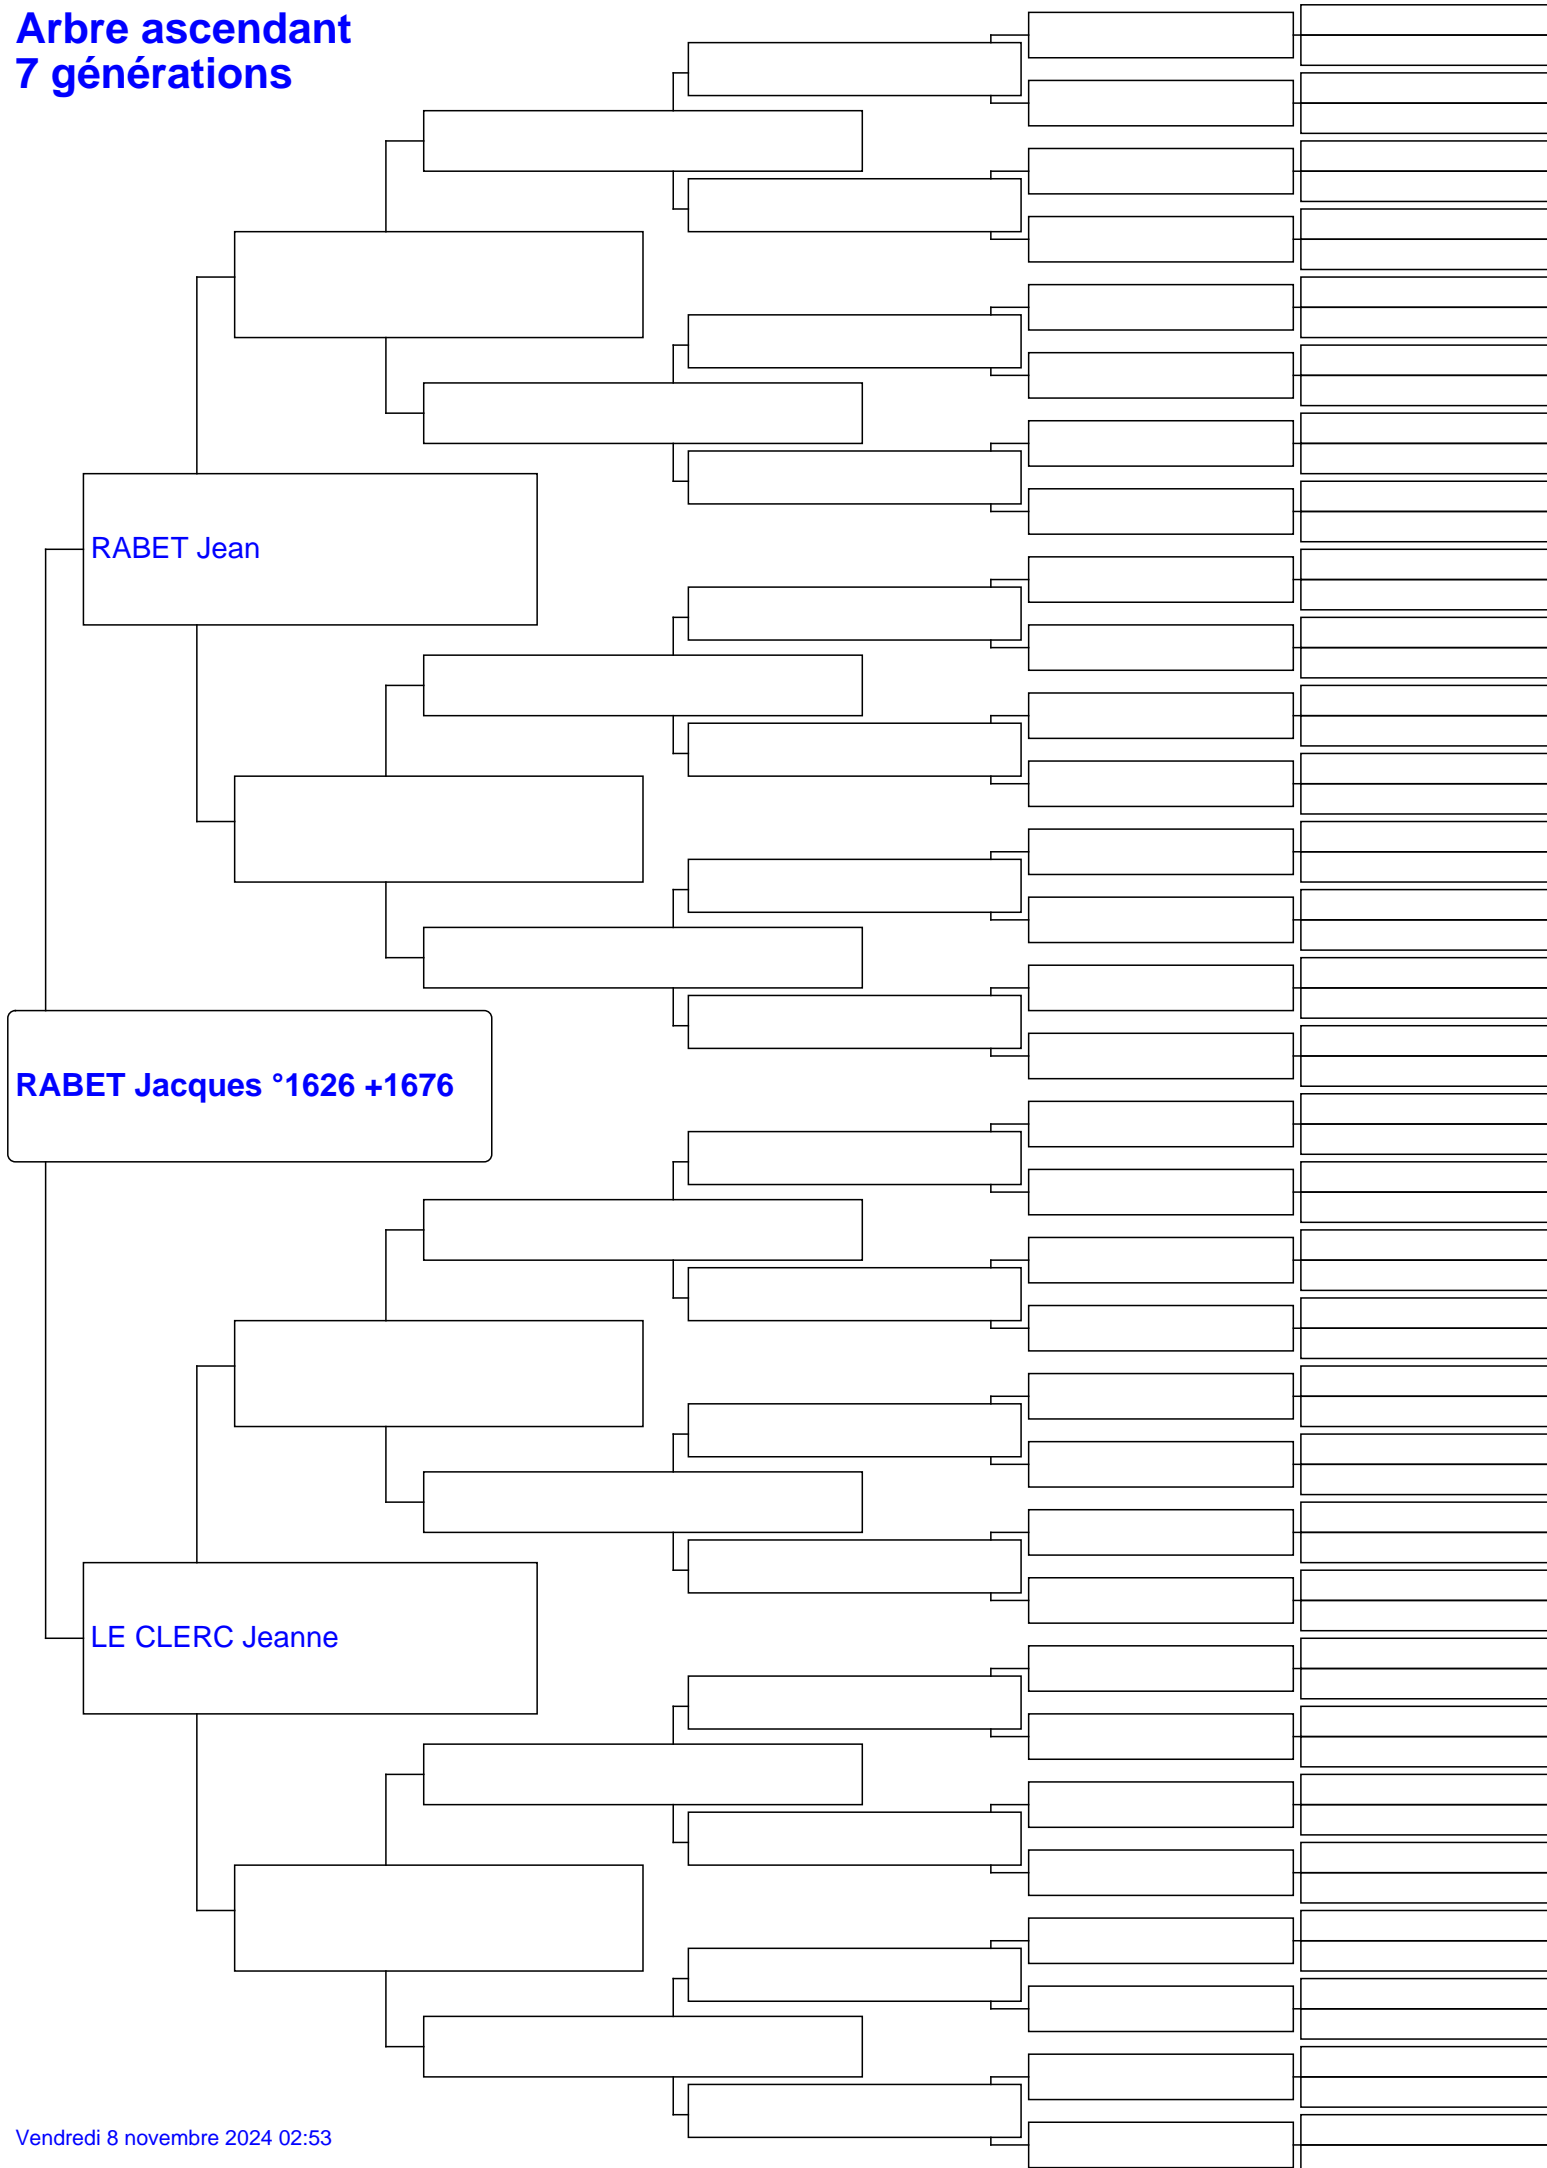 Arbre ascendant
7 générations
RABET Jean
RABET Jacques °1626 +1676
LE CLERC Jeanne
Vendredi 8 novembre 2024 02:53